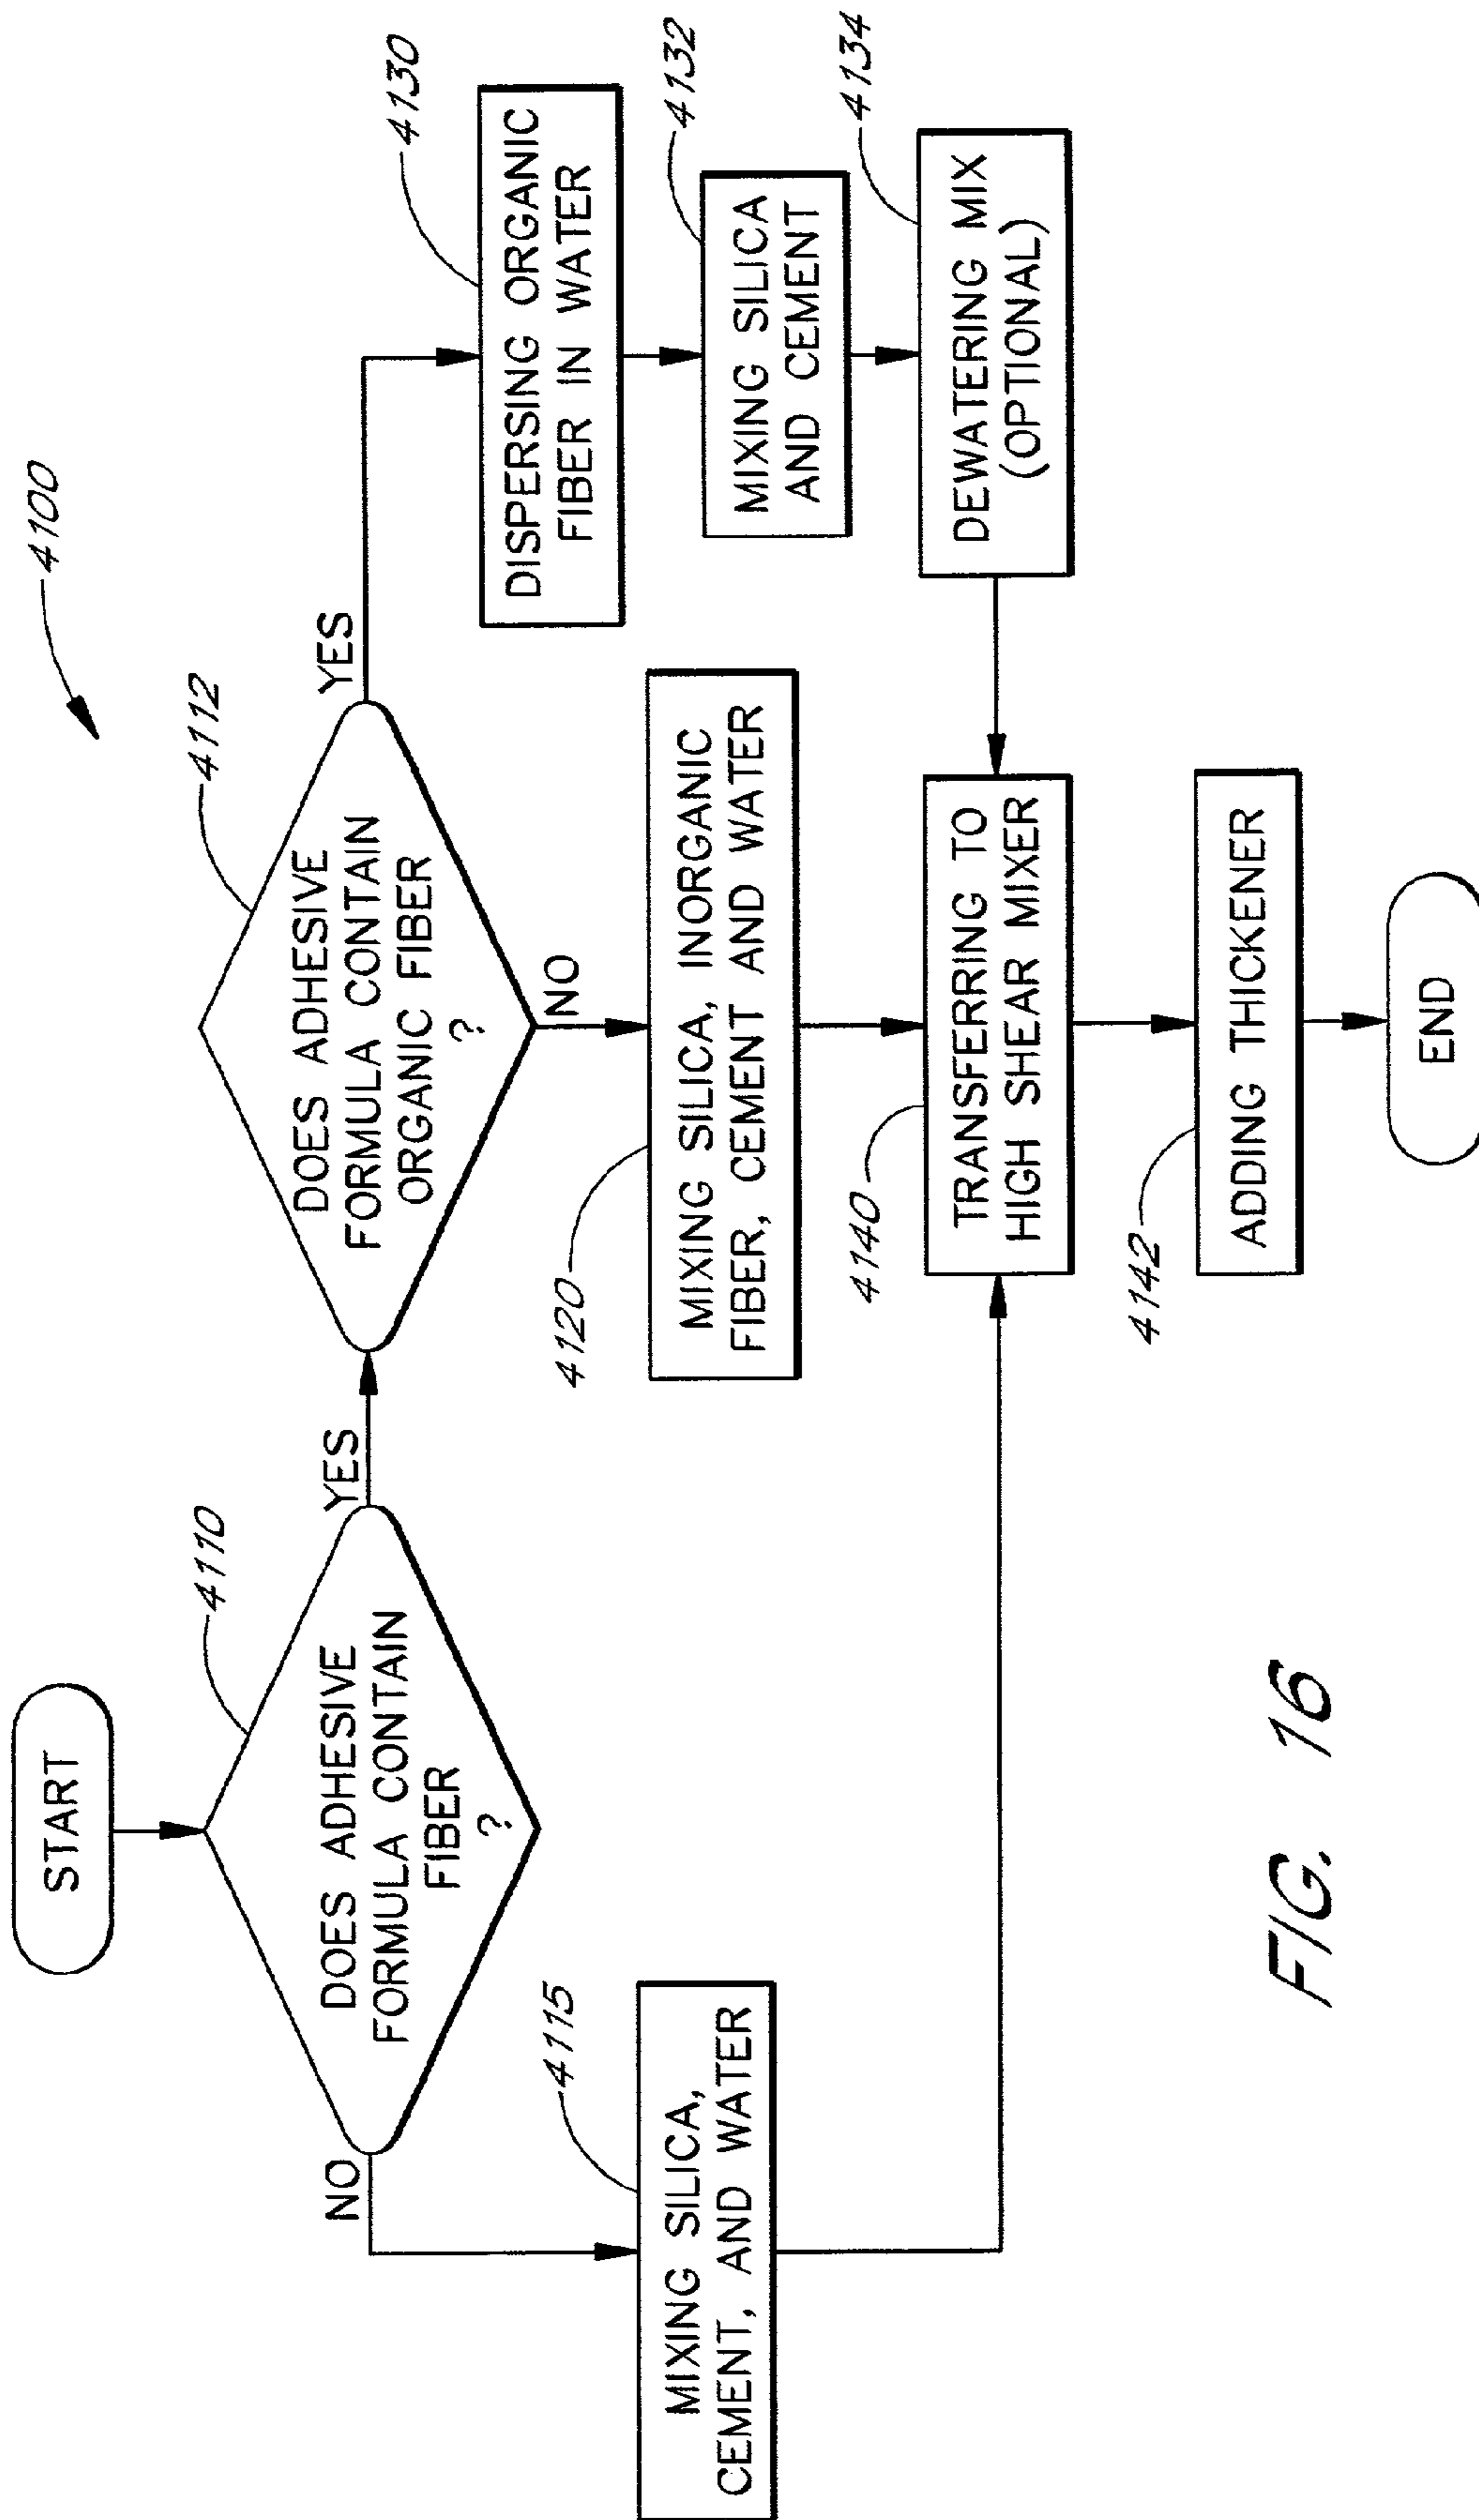 4100
START
4110
DOES ADHESIVE
FORMULA CONTAIN
FIBER
?
NO
YES
4112
DOES ADHESIVE
FORMULA CONTAIN
ORGANIC FIBER
?
YES
NO
4115
MIXING SILICA,
CEMENT, AND WATER
4120
MIXING SILICA, INORGANIC
FIBER, CEMENT AND WATER
4130
DISPERSING ORGANIC
FIBER IN WATER
4132
MIXING SILICA
AND CEMENT
4134
DEWATERING MIX
(OPTIONAL)
4140
TRANSFERRING TO
HIGH SHEAR MIXER
4142
ADDING THICKENER
END
FIG. 16